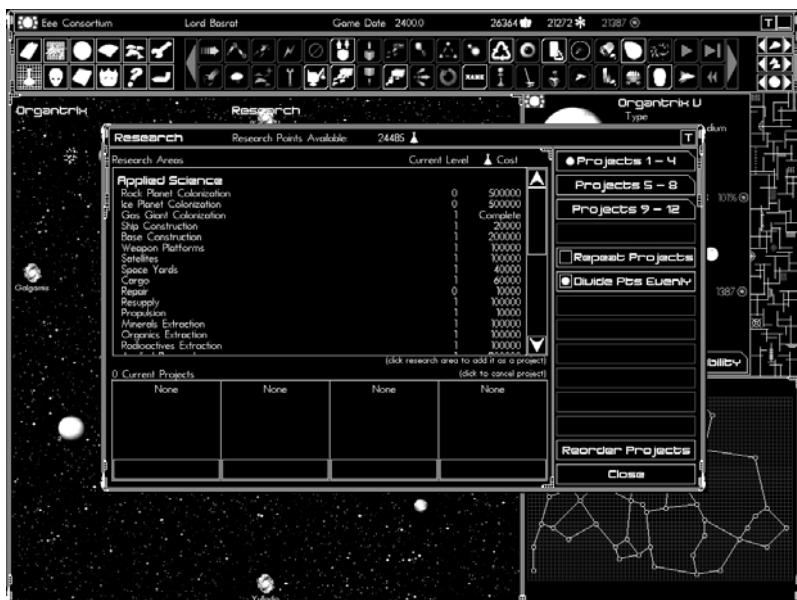 Eee Consortium Lord Basrat Game Date 2400.0 26364 21272 21387 T
NAME
Organtrix Research Organtrix V
Type
Research Research Points Available: 24485 T
Research Areas Current Level Cost
Applied Science
Rock Planet Colonization 0 500000
Ice Planet Colonization 0 500000
Gas Giant Colonization 1 Complete
Ship Construction 1 20000
Base Construction 1 200000
Weapon Platforms 1 100000
Satellites 1 100000
Space Yards 1 40000
Cargo 1 60000
Repair 0 10000
Resupply 1 100000
Propulsion 1 10000
Minerals Extraction 1 100000
Organics Extraction 1 100000
Radioactives Extraction 1 100000
(click research area to add it as a project)
0 Current Projects (click to cancel project)
None None None None
Projects 1 - 4
Projects 5 - 8
Projects 9 - 12
Repeat Projects
Divide Pts Evenly
Reorder Projects
Close
101%
1387
bility